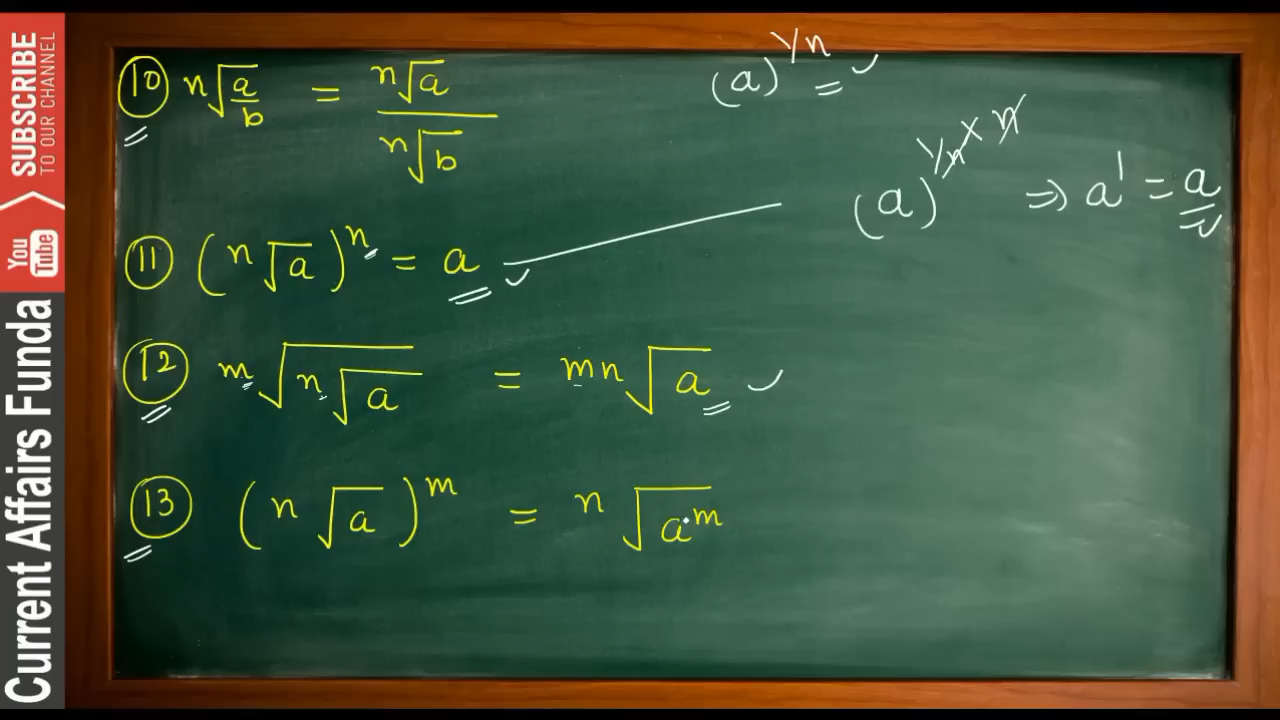 SUBSCRIBE
TO OUR CHANNEL
You
Tube
Current Affairs Funda
(a)^1/n
10 n√(a/b) = n√a / n√b
(a)^1/n × n ⇒ a^1 = a
11 (n√a)^n = a
12 m√(n√a) = mn√a
13 (n√a)^m = n√(a^m)